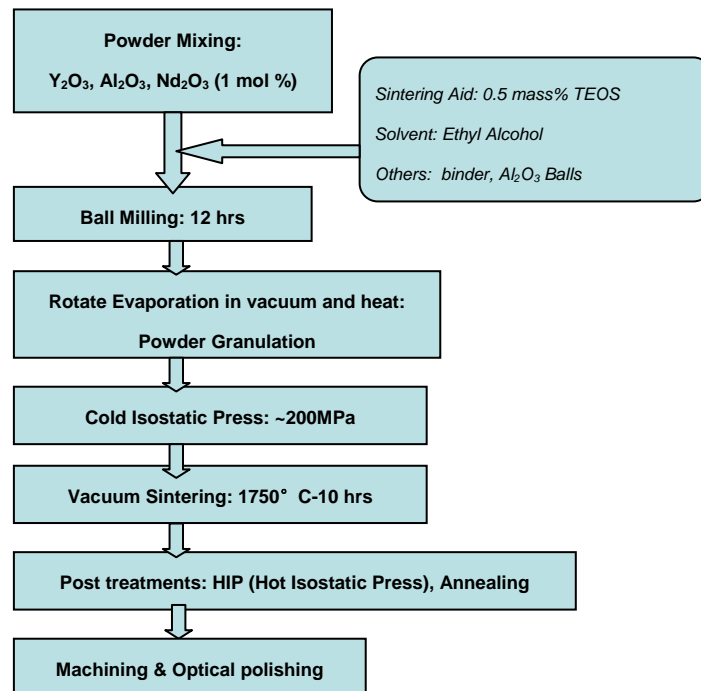 Powder Mixing:
Y₂O₃, Al₂O₃, Nd₂O₃ (1 mol %)
Sintering Aid: 0.5 mass% TEOS
Solvent: Ethyl Alcohol
Others: binder, Al₂O₃ Balls
Ball Milling: 12 hrs
Rotate Evaporation in vacuum and heat:
Powder Granulation
Cold Isostatic Press: ~200MPa
Vacuum Sintering: 1750° C-10 hrs
Post treatments: HIP (Hot Isostatic Press), Annealing
Machining & Optical polishing